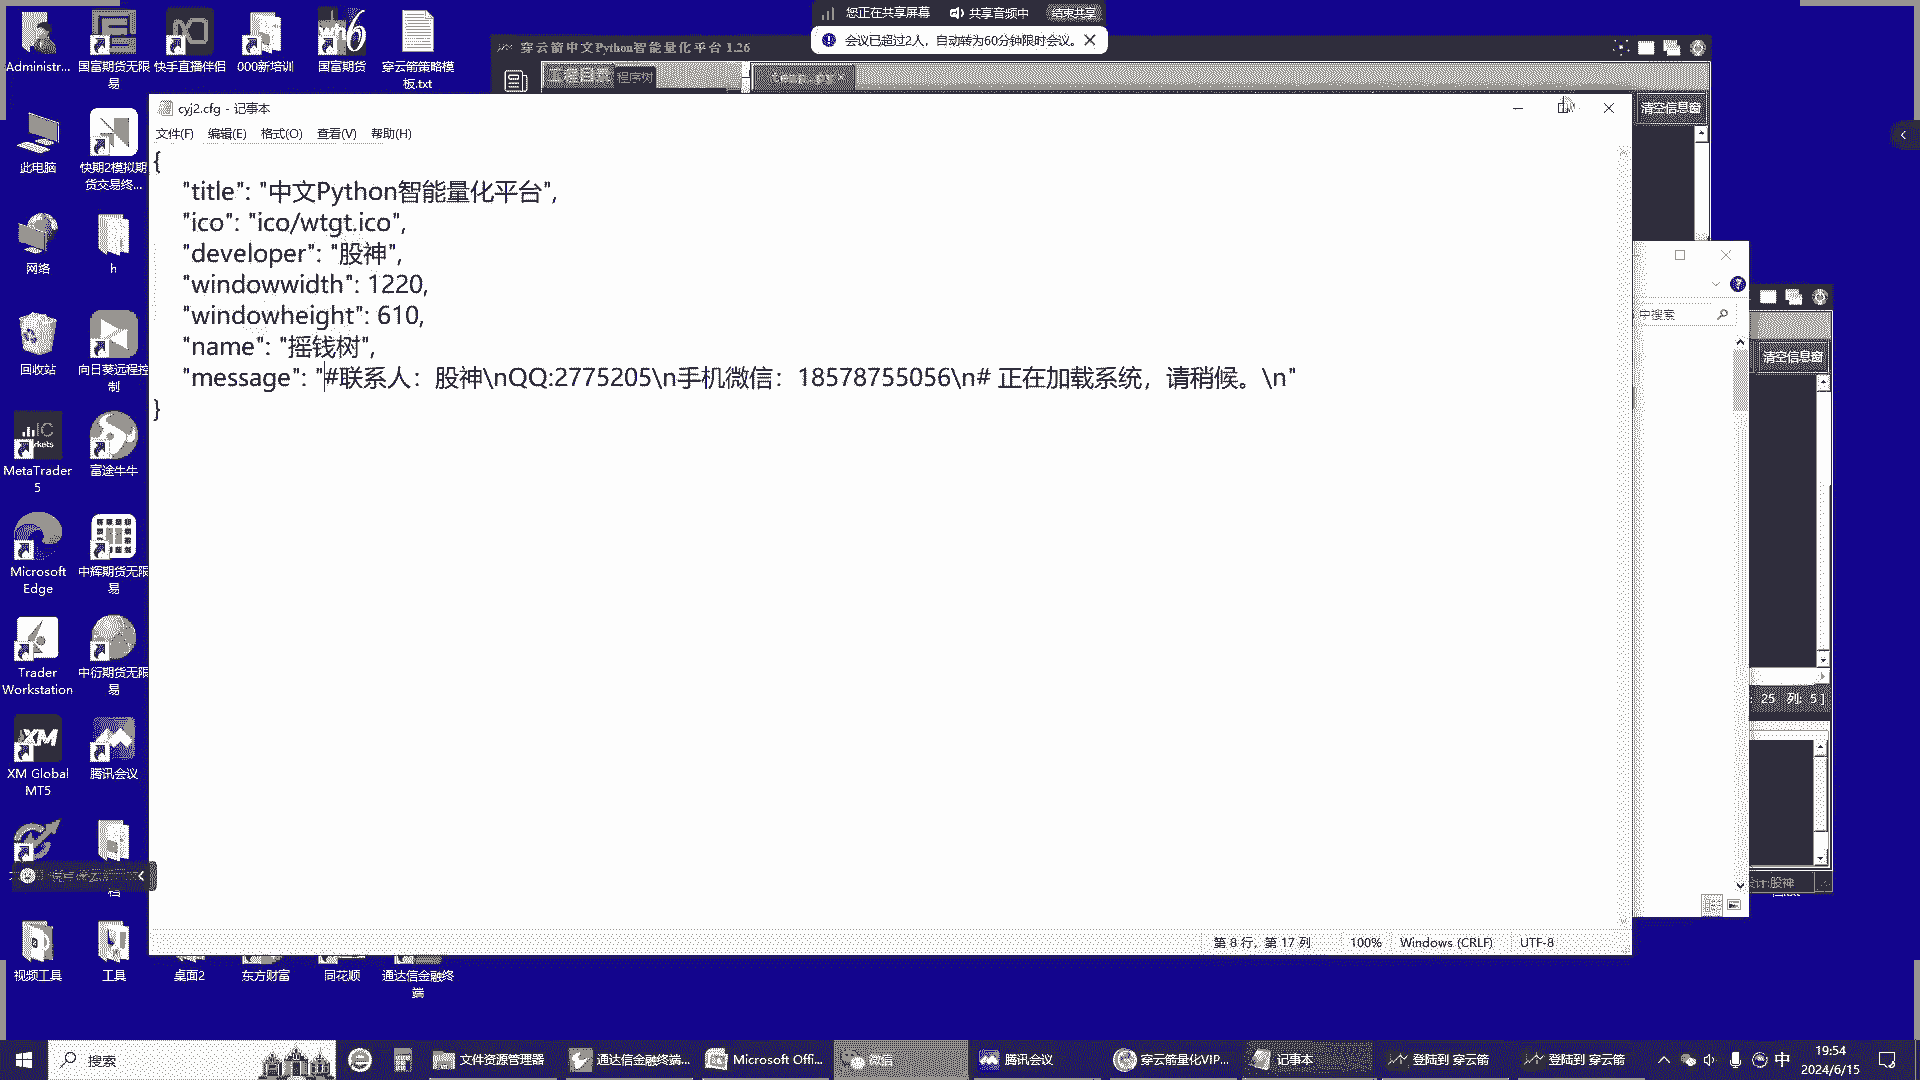 您正在共享屏幕 共享音频中 结束共享
会议已超过2人，自动转为60分钟限时会议。
Administr...
国富期货无限易
快手直播伴侣
000新培训
国富期货
穿云箭策略模板.txt
穿云箭中文Python智能量化平台 1.26
工程目录 程序树
temp.py ×
清空信息窗
cyj2.cfg - 记事本
文件(F) 编辑(E) 格式(O) 查看(V) 帮助(H)
{
"title": "中文Python智能量化平台",
"ico": "ico/wtgt.ico",
"developer": "股神",
"windowwidth": 1220,
"windowheight": 610,
"name": "摇钱树",
"message": "#联系人：股神\nQQ:2775205\n手机微信：18578755056\n# 正在加载系统，请稍候。\n"
}
此电脑
快期2模拟期货交易终...
网络
h
回收站
向日葵远程控制
MetaTrader 5
富途牛牛
Microsoft Edge
中辉期货无限易
Trader Workstation
中衍期货无限易
XM Global MT5
腾讯会议
视频工具
工具
桌面2
东方财富
同花顺
通达信金融终端
中搜索
清空信息窗
25 列: 5 ]
计:股神
第 8 行，第 17 列 100% Windows (CRLF) UTF-8
搜索
文件资源管理器
通达信金融终端...
Microsoft Offi...
微信
腾讯会议
穿云箭量化VIP...
记事本
登陆到 穿云箭
登陆到 穿云箭
中
19:54
2024/6/15